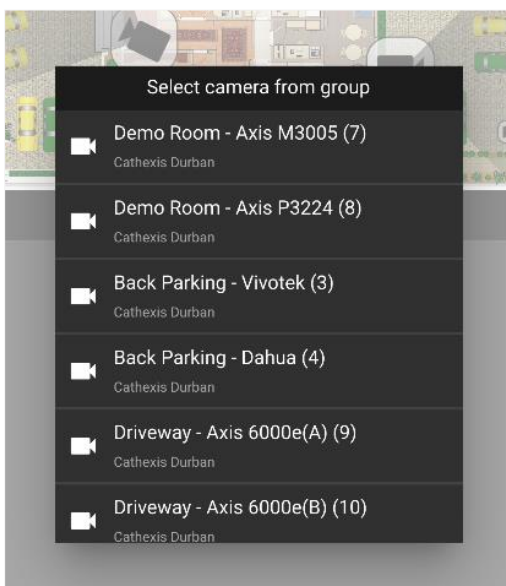 Select camera from group
Demo Room - Axis M3005 (7)
Cathexis Durban
Demo Room - Axis P3224 (8)
Cathexis Durban
Back Parking - Vivotek (3)
Cathexis Durban
Back Parking - Dahua (4)
Cathexis Durban
Driveway - Axis 6000e(A) (9)
Cathexis Durban
Driveway - Axis 6000e(B) (10)
Cathexis Durban